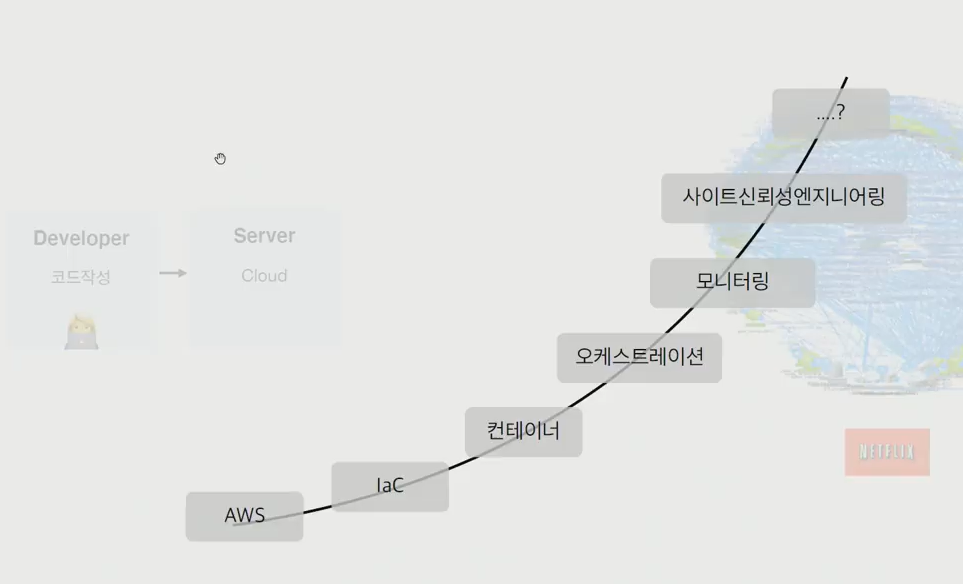 ....?
사이트신뢰성엔지니어링
모니터링
오케스트레이션
컨테이너
IaC
AWS
Developer
코드작성
Server
Cloud
NETFLIX